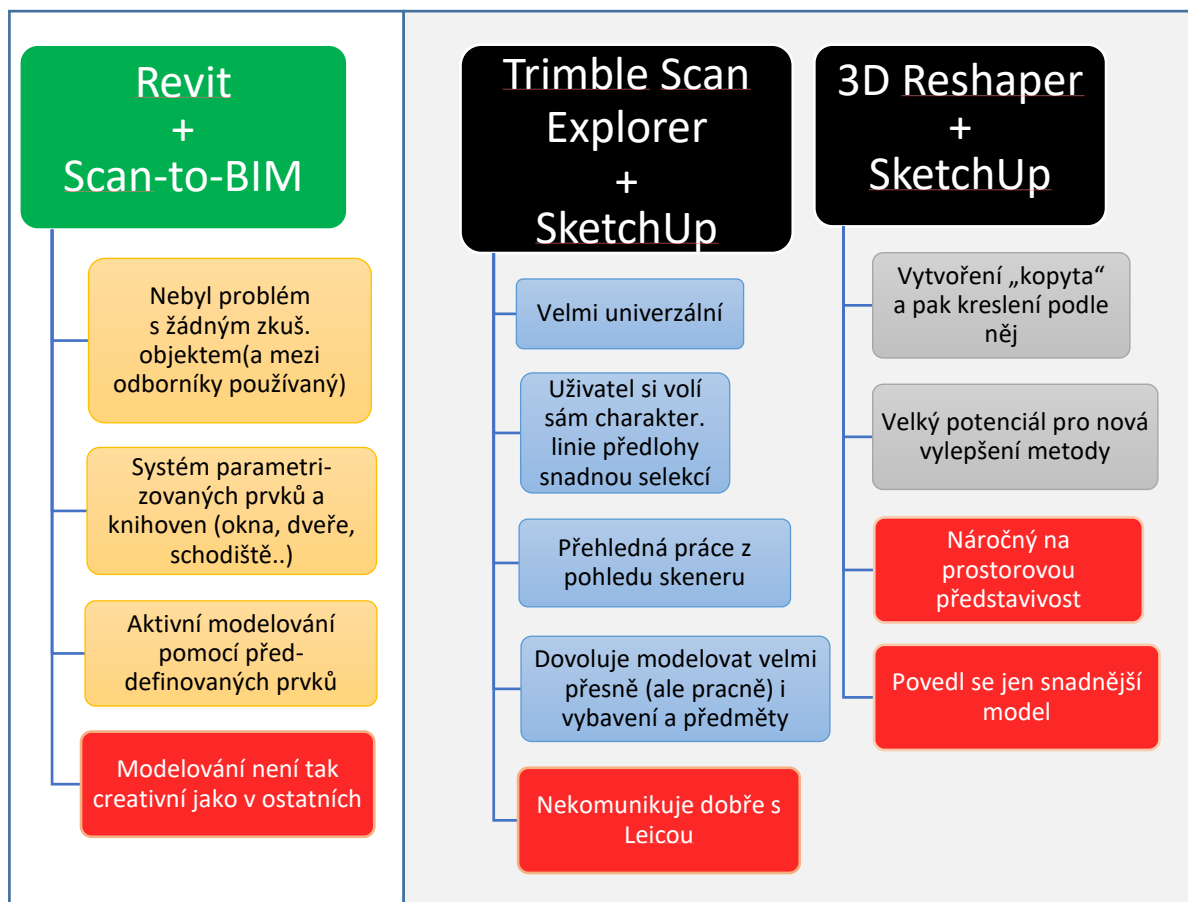 Revit
+
Scan-to-BIM
Nebyl problém
s žádným zkuš.
objektem(a mezi
odborníky používaný)
Systém parametri-
zovaných prvků a
knihoven (okna, dveře,
schodiště..)
Aktivní modelování
pomocí před-
definovaných prvků
Modelování není tak
creativní jako v ostatních
Trimble Scan
Explorer
+
SketchUp
Velmi univerzální
Uživatel si volí
sám charakter.
linie předlohy
snadnou selekcí
Přehledná práce z
pohledu skeneru
Dovoluje modelovat velmi
přesně (ale pracně) i
vybavení a předměty
Nekomunikuje dobře s
Leicou
3D Reshaper
+
SketchUp
Vytvoření „kopyta“
a pak kreslení podle
něj
Velký potenciál pro nová
vylepšení metody
Náročný na
prostorovou
představivost
Povedl se jen snadnější
model